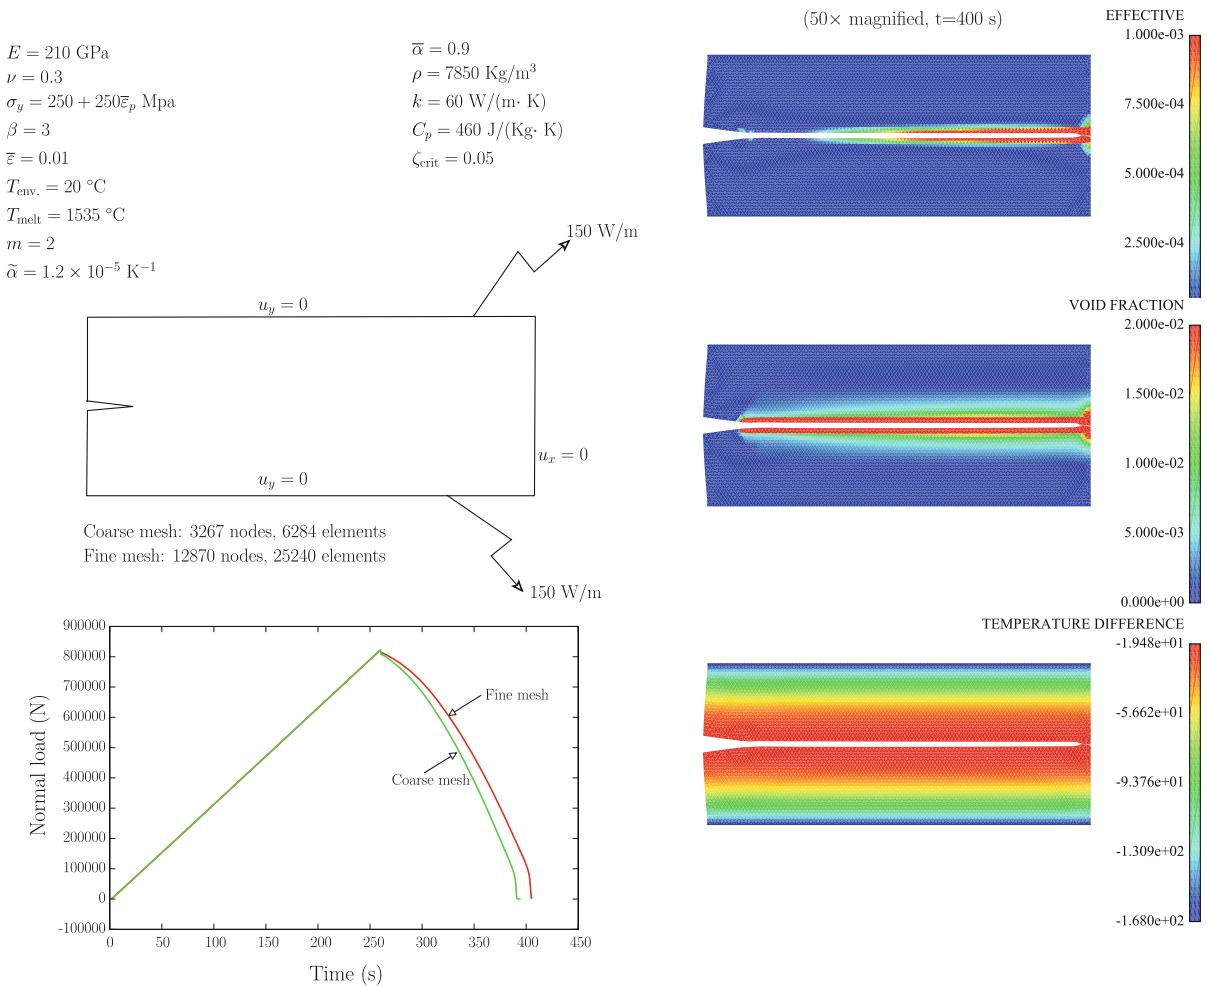 E = 210 GPa
ν = 0.3
σ_y = 250 + 250ε̅_p Mpa
β = 3
ε̅ = 0.01
T_env. = 20 °C
T_melt = 1535 °C
m = 2
α̃ = 1.2 × 10⁻⁵ K⁻¹
α̅ = 0.9
ρ = 7850 Kg/m³
k = 60 W/(m· K)
C_p = 460 J/(Kg· K)
ζ_crit = 0.05
150 W/m
u_y = 0
u_x = 0
u_y = 0
Coarse mesh: 3267 nodes, 6284 elements
Fine mesh: 12870 nodes, 25240 elements
150 W/m
900000
800000
700000
600000
500000
400000
300000
200000
100000
0
-100000
Normal load (N)
Fine mesh
Coarse mesh
0 50 100 150 200 250 300 350 400 450
Time (s)
(50× magnified, t=400 s)
EFFECTIVE
1.000e-03
7.500e-04
5.000e-04
2.500e-04
VOID FRACTION
2.000e-02
1.500e-02
1.000e-02
5.000e-03
0.000e+00
TEMPERATURE DIFFERENCE
-1.948e+01
-5.662e+01
-9.376e+01
-1.309e+02
-1.680e+02